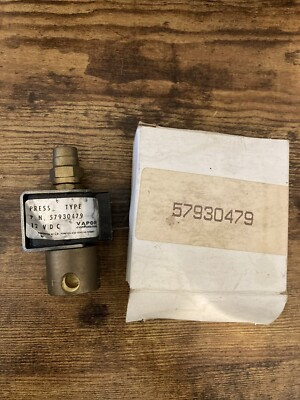 PRESS. TYPE
P.N. 57930479
VDC VAPOR
57930479